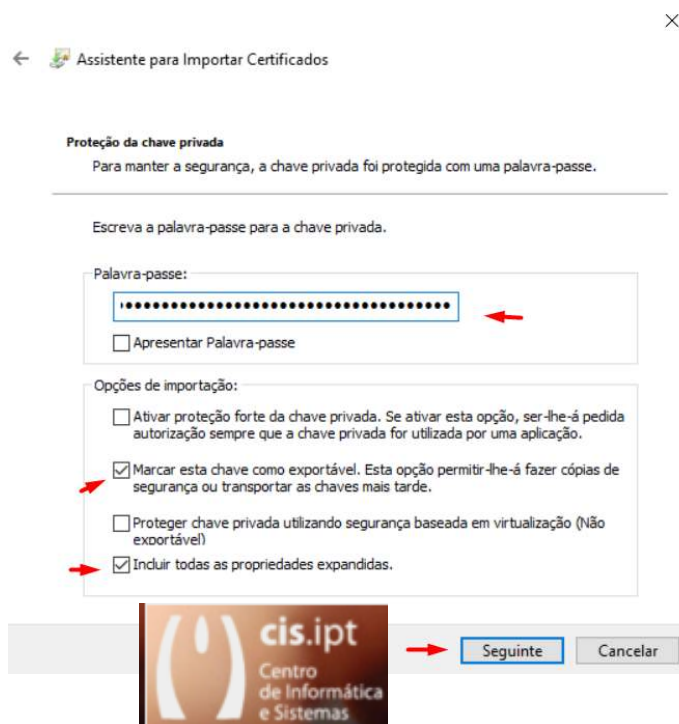 Assistente para Importar Certificados
Proteção da chave privada
Para manter a segurança, a chave privada foi protegida com uma palavra-passe.
Escreva a palavra-passe para a chave privada.
Palavra-passe:
Apresentar Palavra-passe
Opções de importação:
Ativar proteção forte da chave privada. Se ativar esta opção, ser-lhe-á pedida
autorização sempre que a chave privada for utilizada por uma aplicação.
Marcar esta chave como exportável. Esta opção permitir-lhe-á fazer cópias de
segurança ou transportar as chaves mais tarde.
Proteger chave privada utilizando segurança baseada em virtualização (Não
exportável)
Incluir todas as propriedades expandidas.
cis.ipt
Centro
de Informática
e Sistemas
Seguinte Cancelar